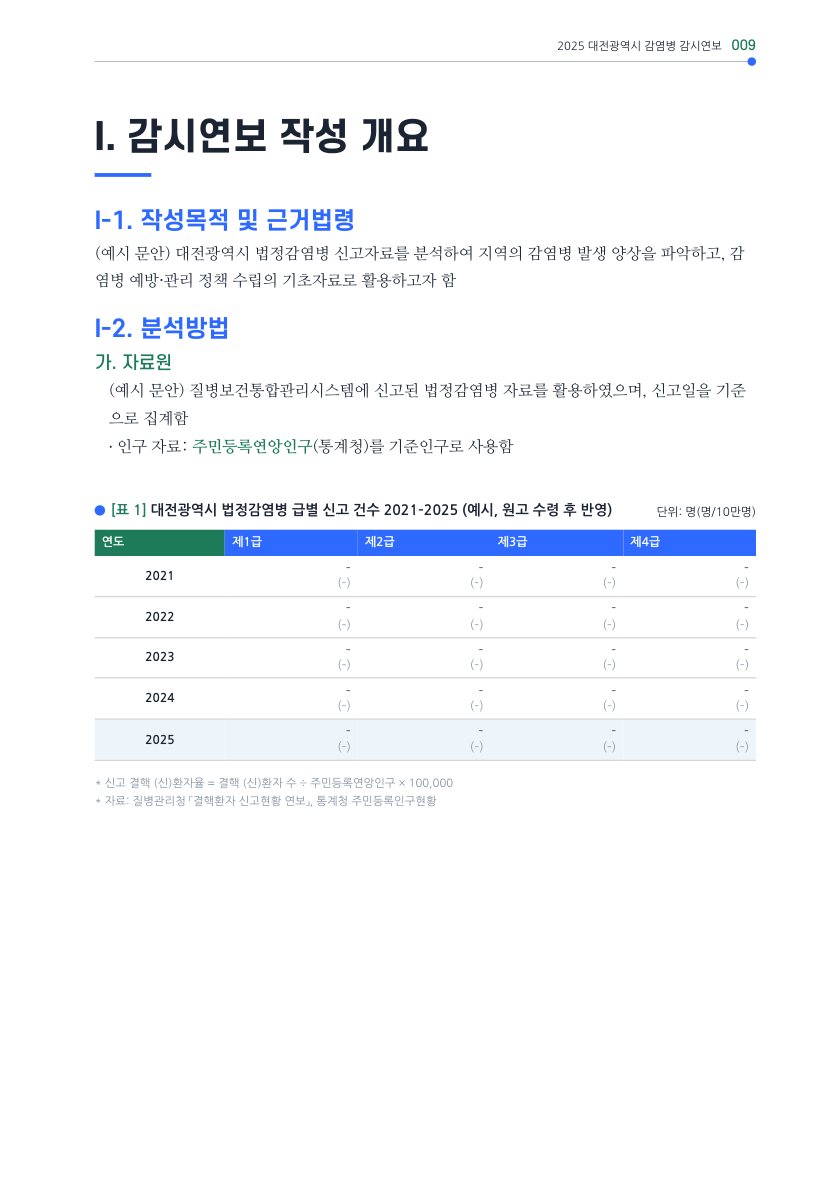 2025 대전광역시 감염병 감시연보 009
I. 감시연보 작성 개요
I-1. 작성목적 및 근거법령
(예시 문안) 대전광역시 법정감염병 신고자료를 분석하여 지역의 감염병 발생 양상을 파악하고, 감
염병 예방·관리 정책 수립의 기초자료로 활용하고자 함
I-2. 분석방법
가. 자료원
(예시 문안) 질병보건통합관리시스템에 신고된 법정감염병 자료를 활용하였으며, 신고일을 기준
으로 집계함
· 인구 자료: 주민등록연앙인구(통계청)를 기준인구로 사용함
● [표 1] 대전광역시 법정감염병 급별 신고 건수 2021-2025 (예시, 원고 수령 후 반영) 단위: 명(명/10만명)
연도 제1급 제2급 제3급 제4급
- - - -
2021
(-) (-) (-) (-)
- - - -
2022
(-) (-) (-) (-)
- - - -
2023
(-) (-) (-) (-)
- - - -
2024
(-) (-) (-) (-)
- - - -
2025
(-) (-) (-) (-)
* 신고 결핵 (신)환자율 = 결핵 (신)환자 수 ÷ 주민등록연앙인구 × 100,000
* 자료: 질병관리청 「결핵환자 신고현황 연보」, 통계청 주민등록인구현황